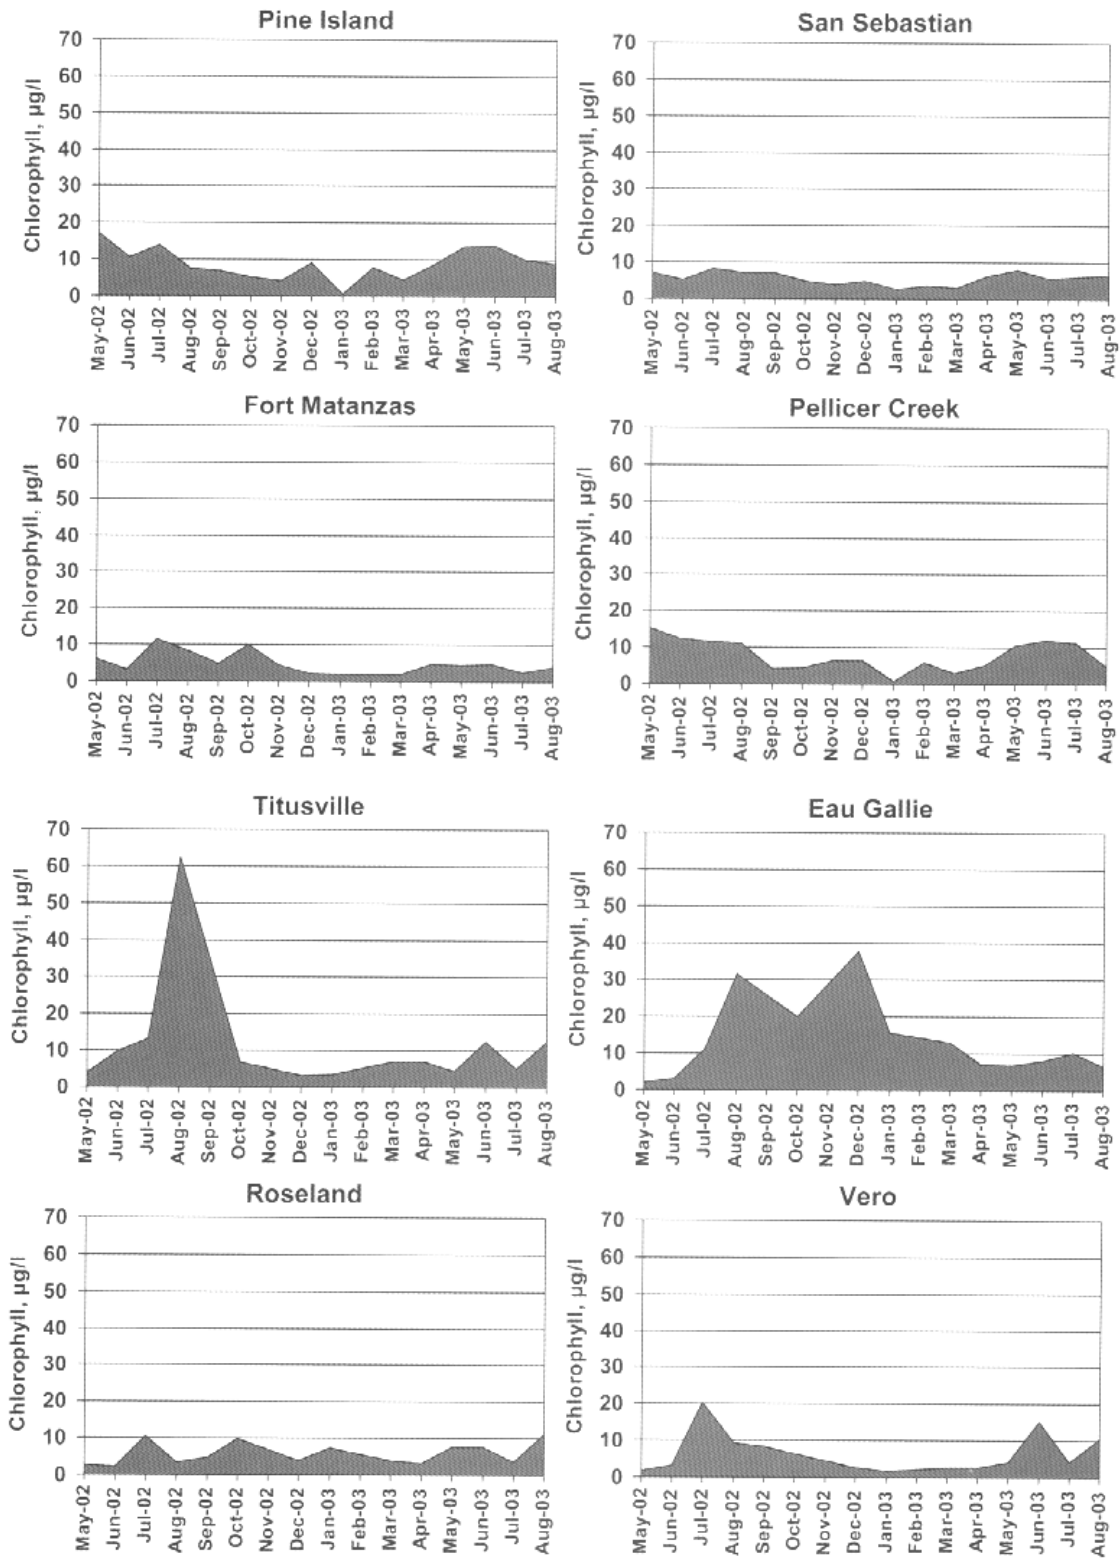 Pine Island
Chlorophyll, µg/l
70
60
50
40
30
20
10
0
May-02
Jun-02
Jul-02
Aug-02
Sep-02
Oct-02
Nov-02
Dec-02
Jan-03
Feb-03
Mar-03
Apr-03
May-03
Jun-03
Jul-03
Aug-03
San Sebastian
Chlorophyll, µg/l
70
60
50
40
30
20
10
0
May-02
Jun-02
Jul-02
Aug-02
Sep-02
Oct-02
Nov-02
Dec-02
Jan-03
Feb-03
Mar-03
Apr-03
May-03
Jun-03
Jul-03
Aug-03
Fort Matanzas
Chlorophyll, µg/l
70
60
50
40
30
20
10
0
May-02
Jun-02
Jul-02
Aug-02
Sep-02
Oct-02
Nov-02
Dec-02
Jan-03
Feb-03
Mar-03
Apr-03
May-03
Jun-03
Jul-03
Aug-03
Pellicer Creek
Chlorophyll, µg/l
70
60
50
40
30
20
10
0
May-02
Jun-02
Jul-02
Aug-02
Sep-02
Oct-02
Nov-02
Dec-02
Jan-03
Feb-03
Mar-03
Apr-03
May-03
Jun-03
Jul-03
Aug-03
Titusville
Chlorophyll, µg/l
70
60
50
40
30
20
10
0
May-02
Jun-02
Jul-02
Aug-02
Sep-02
Oct-02
Nov-02
Dec-02
Jan-03
Feb-03
Mar-03
Apr-03
May-03
Jun-03
Jul-03
Aug-03
Eau Gallie
Chlorophyll, µg/l
70
60
50
40
30
20
10
0
May-02
Jun-02
Jul-02
Aug-02
Sep-02
Oct-02
Nov-02
Dec-02
Jan-03
Feb-03
Mar-03
Apr-03
May-03
Jun-03
Jul-03
Aug-03
Roseland
Chlorophyll, µg/l
70
60
50
40
30
20
10
0
May-02
Jun-02
Jul-02
Aug-02
Sep-02
Oct-02
Nov-02
Dec-02
Jan-03
Feb-03
Mar-03
Apr-03
May-03
Jun-03
Jul-03
Aug-03
Vero
Chlorophyll, µg/l
70
60
50
40
30
20
10
0
May-02
Jun-02
Jul-02
Aug-02
Sep-02
Oct-02
Nov-02
Dec-02
Jan-03
Feb-03
Mar-03
Apr-03
May-03
Jun-03
Jul-03
Aug-03